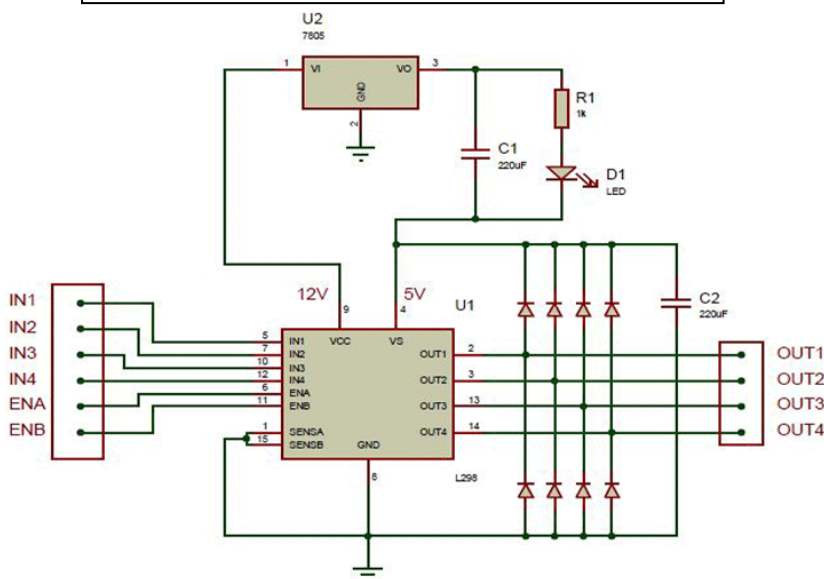 U2
7805
1 VI VO 3
GND
2
R1
1k
C1
220uF
D1
LED
12V 5V
9 4
U1
C2
220uF
IN1
IN2
IN3
IN4
ENA
ENB
5 IN1 VCC VS OUT1 2
7 IN2
10 IN3 OUT2 3
12 IN4
6 ENA OUT3 13
11 ENB
1 SENSA OUT4 14
15 SENSB GND
8
L298
OUT1
OUT2
OUT3
OUT4